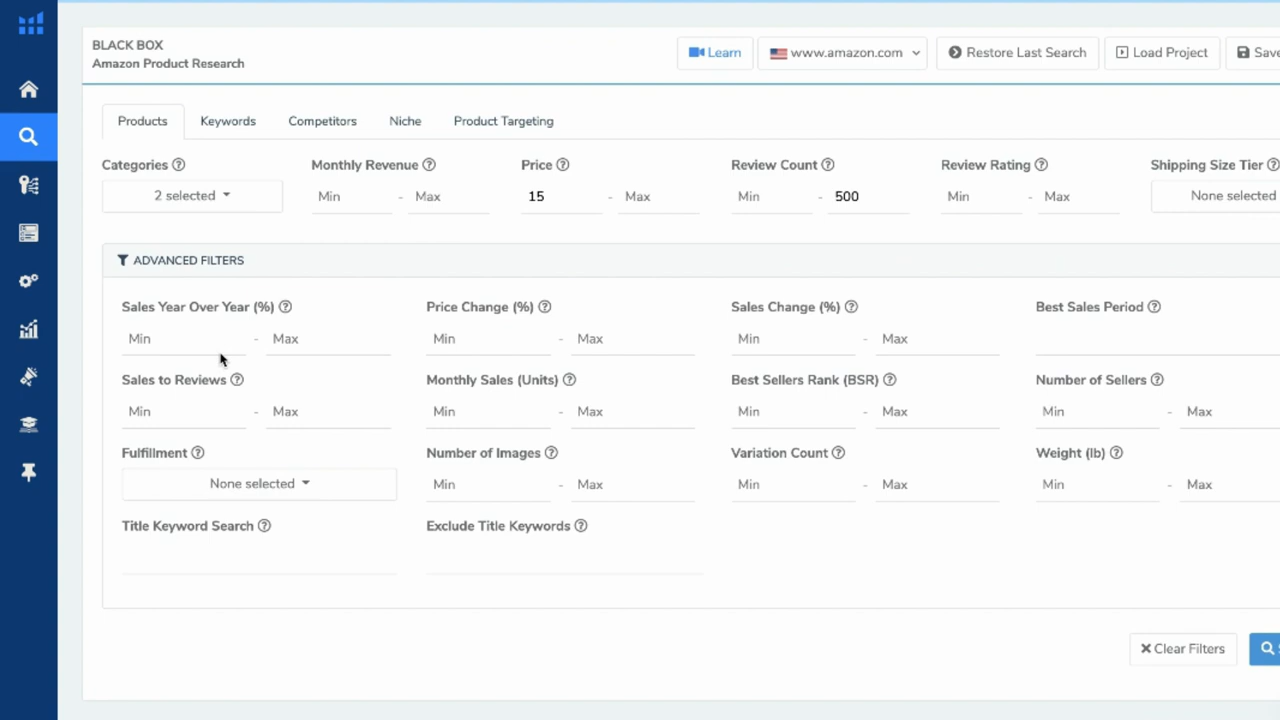 BLACK BOX
Amazon Product Research
Learn
www.amazon.com
Restore Last Search
Load Project
Save
Products
Keywords
Competitors
Niche
Product Targeting
Categories
Monthly Revenue
Price
Review Count
Review Rating
Shipping Size Tier
2 selected
Min - Max
15 - Max
Min - 500
Min - Max
None selected
ADVANCED FILTERS
Sales Year Over Year (%)
Price Change (%)
Sales Change (%)
Best Sales Period
Min - Max
Min - Max
Min - Max
Sales to Reviews
Monthly Sales (Units)
Best Sellers Rank (BSR)
Number of Sellers
Min - Max
Min - Max
Min - Max
Min - Max
Fulfillment
Number of Images
Variation Count
Weight (lb)
None selected
Min - Max
Min - Max
Min - Max
Title Keyword Search
Exclude Title Keywords
Clear Filters